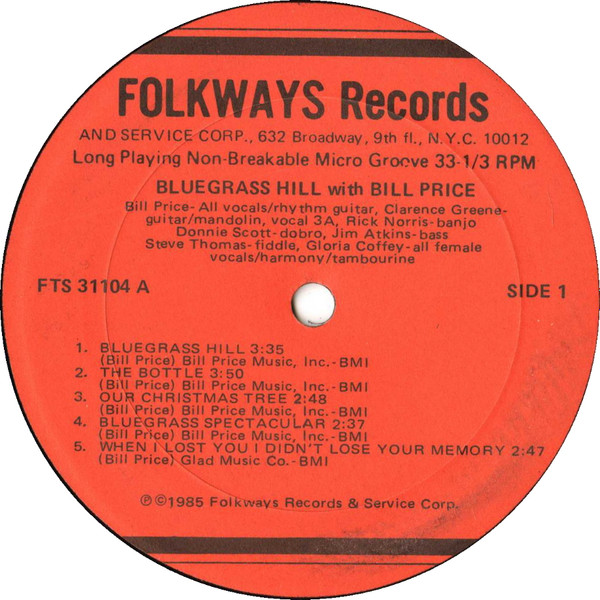 FOLKWAYS Records
AND SERVICE CORP., 632 Broadway, 9th fl., N.Y.C. 10012
Long Playing Non-Breakable Micro Groove 33-1/3 RPM
BLUEGRASS HILL with BILL PRICE
Bill Price-All vocals/rhythm guitar, Clarence Greene-
guitar/mandolin, vocal 3A, Rick Norris-banjo
Donnie Scott-dobro, Jim Atkins-bass
Steve Thomas-fiddle, Gloria Coffey-all female
vocals/harmony/tambourine
FTS 31104 A
SIDE 1
1. BLUEGRASS HILL 3:35
(Bill Price) Bill Price Music, Inc.-BMI
2. THE BOTTLE 3:50
(Bill Price) Bill Price Music, Inc.-BMI
3. OUR CHRISTMAS TREE 2:48
(Bill Price) Bill Price Music, Inc.-BMI
4. BLUEGRASS SPECTACULAR 2:37
(Bill Price) Bill Price Music, Inc.-BMI
5. WHEN I LOST YOU I DIDN'T LOSE YOUR MEMORY 2:47
(Bill Price) Glad Music Co.-BMI
℗©1985 Folkways Records & Service Corp.